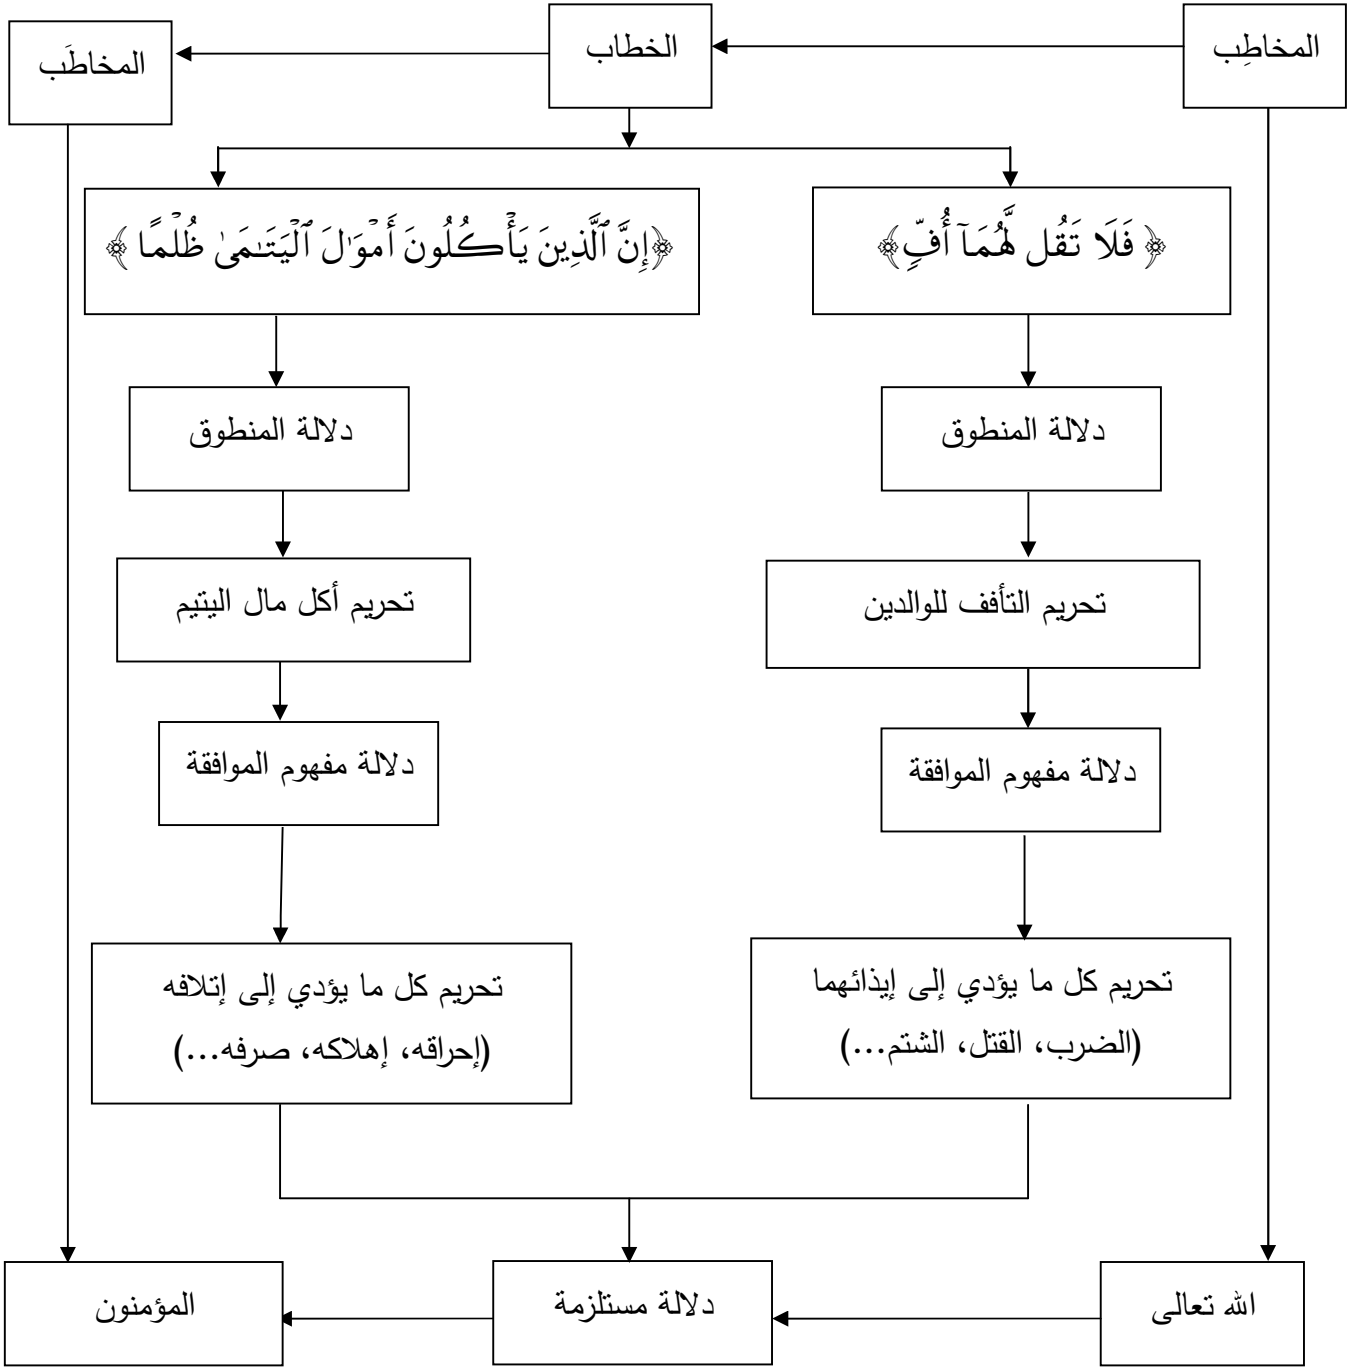 المخاطِب
الخطاب
المخاطَب
﴿ فَلَا تَقُل لَّهُمَآ أُفٍّ﴾
﴿إِنَّ ٱلَّذِينَ يَأْكُلُونَ أَمْوَٰلَ ٱلْيَتَٰمَىٰ ظُلْمًا ﴾
دلالة المنطوق
دلالة المنطوق
تحريم التأفف للوالدين
تحريم أكل مال اليتيم
دلالة مفهوم الموافقة
دلالة مفهوم الموافقة
تحريم كل ما يؤدي إلى إيذائهما
(الضرب، القتل، الشتم...)
تحريم كل ما يؤدي إلى إتلافه
(إحراقه، إهلاكه، صرفه...)
الله تعالى
دلالة مستلزمة
المؤمنون